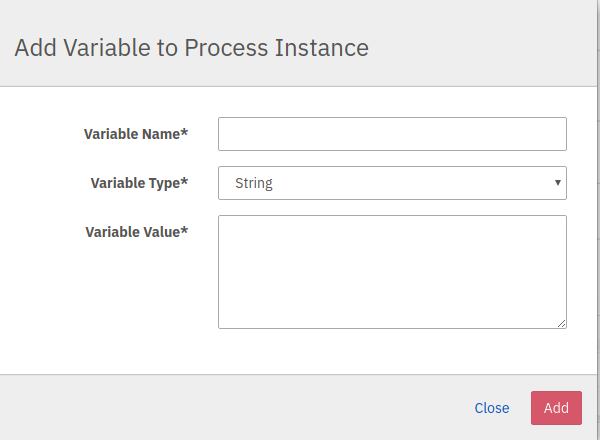 Add Variable to Process Instance
Variable Name*
Variable Type*
String
Variable Value*
Close
Add